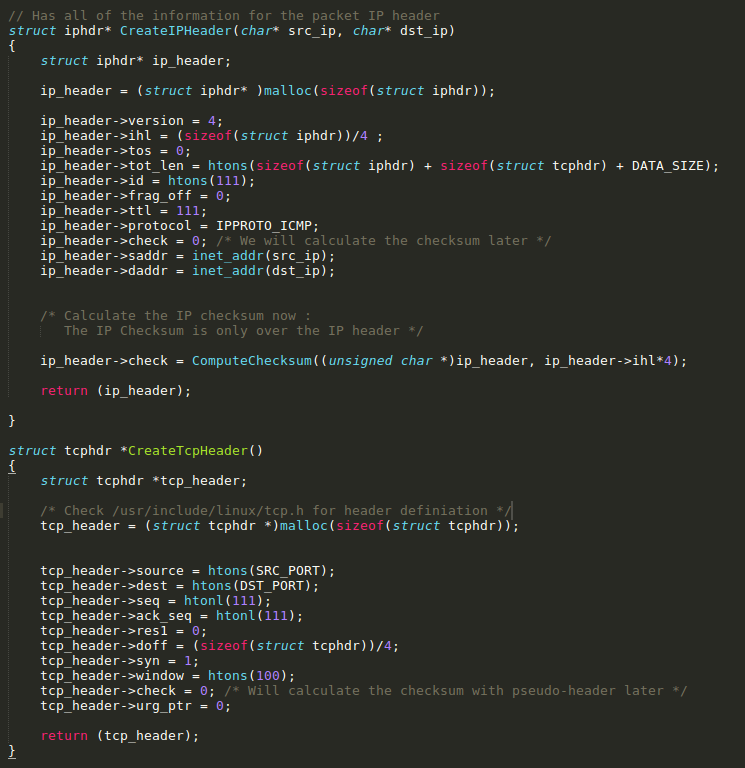 // Has all of the information for the packet IP header
struct iphdr* CreateIPHeader(char* src_ip, char* dst_ip)
{
    struct iphdr* ip_header;

    ip_header = (struct iphdr* )malloc(sizeof(struct iphdr));

    ip_header->version = 4;
    ip_header->ihl = (sizeof(struct iphdr))/4 ;
    ip_header->tos = 0;
    ip_header->tot_len = htons(sizeof(struct iphdr) + sizeof(struct tcphdr) + DATA_SIZE);
    ip_header->id = htons(111);
    ip_header->frag_off = 0;
    ip_header->ttl = 111;
    ip_header->protocol = IPPROTO_ICMP;
    ip_header->check = 0; /* We will calculate the checksum later */
    ip_header->saddr = inet_addr(src_ip);
    ip_header->daddr = inet_addr(dst_ip);

    /* Calculate the IP checksum now :
       The IP Checksum is only over the IP header */

    ip_header->check = ComputeChecksum((unsigned char *)ip_header, ip_header->ihl*4);

    return (ip_header);

}

struct tcphdr *CreateTcpHeader()
{
    struct tcphdr *tcp_header;

    /* Check /usr/include/linux/tcp.h for header definiation */
    tcp_header = (struct tcphdr *)malloc(sizeof(struct tcphdr));

    tcp_header->source = htons(SRC_PORT);
    tcp_header->dest = htons(DST_PORT);
    tcp_header->seq = htonl(111);
    tcp_header->ack_seq = htonl(111);
    tcp_header->res1 = 0;
    tcp_header->doff = (sizeof(struct tcphdr))/4;
    tcp_header->syn = 1;
    tcp_header->window = htons(100);
    tcp_header->check = 0; /* Will calculate the checksum with pseudo-header later */
    tcp_header->urg_ptr = 0;

    return (tcp_header);
}